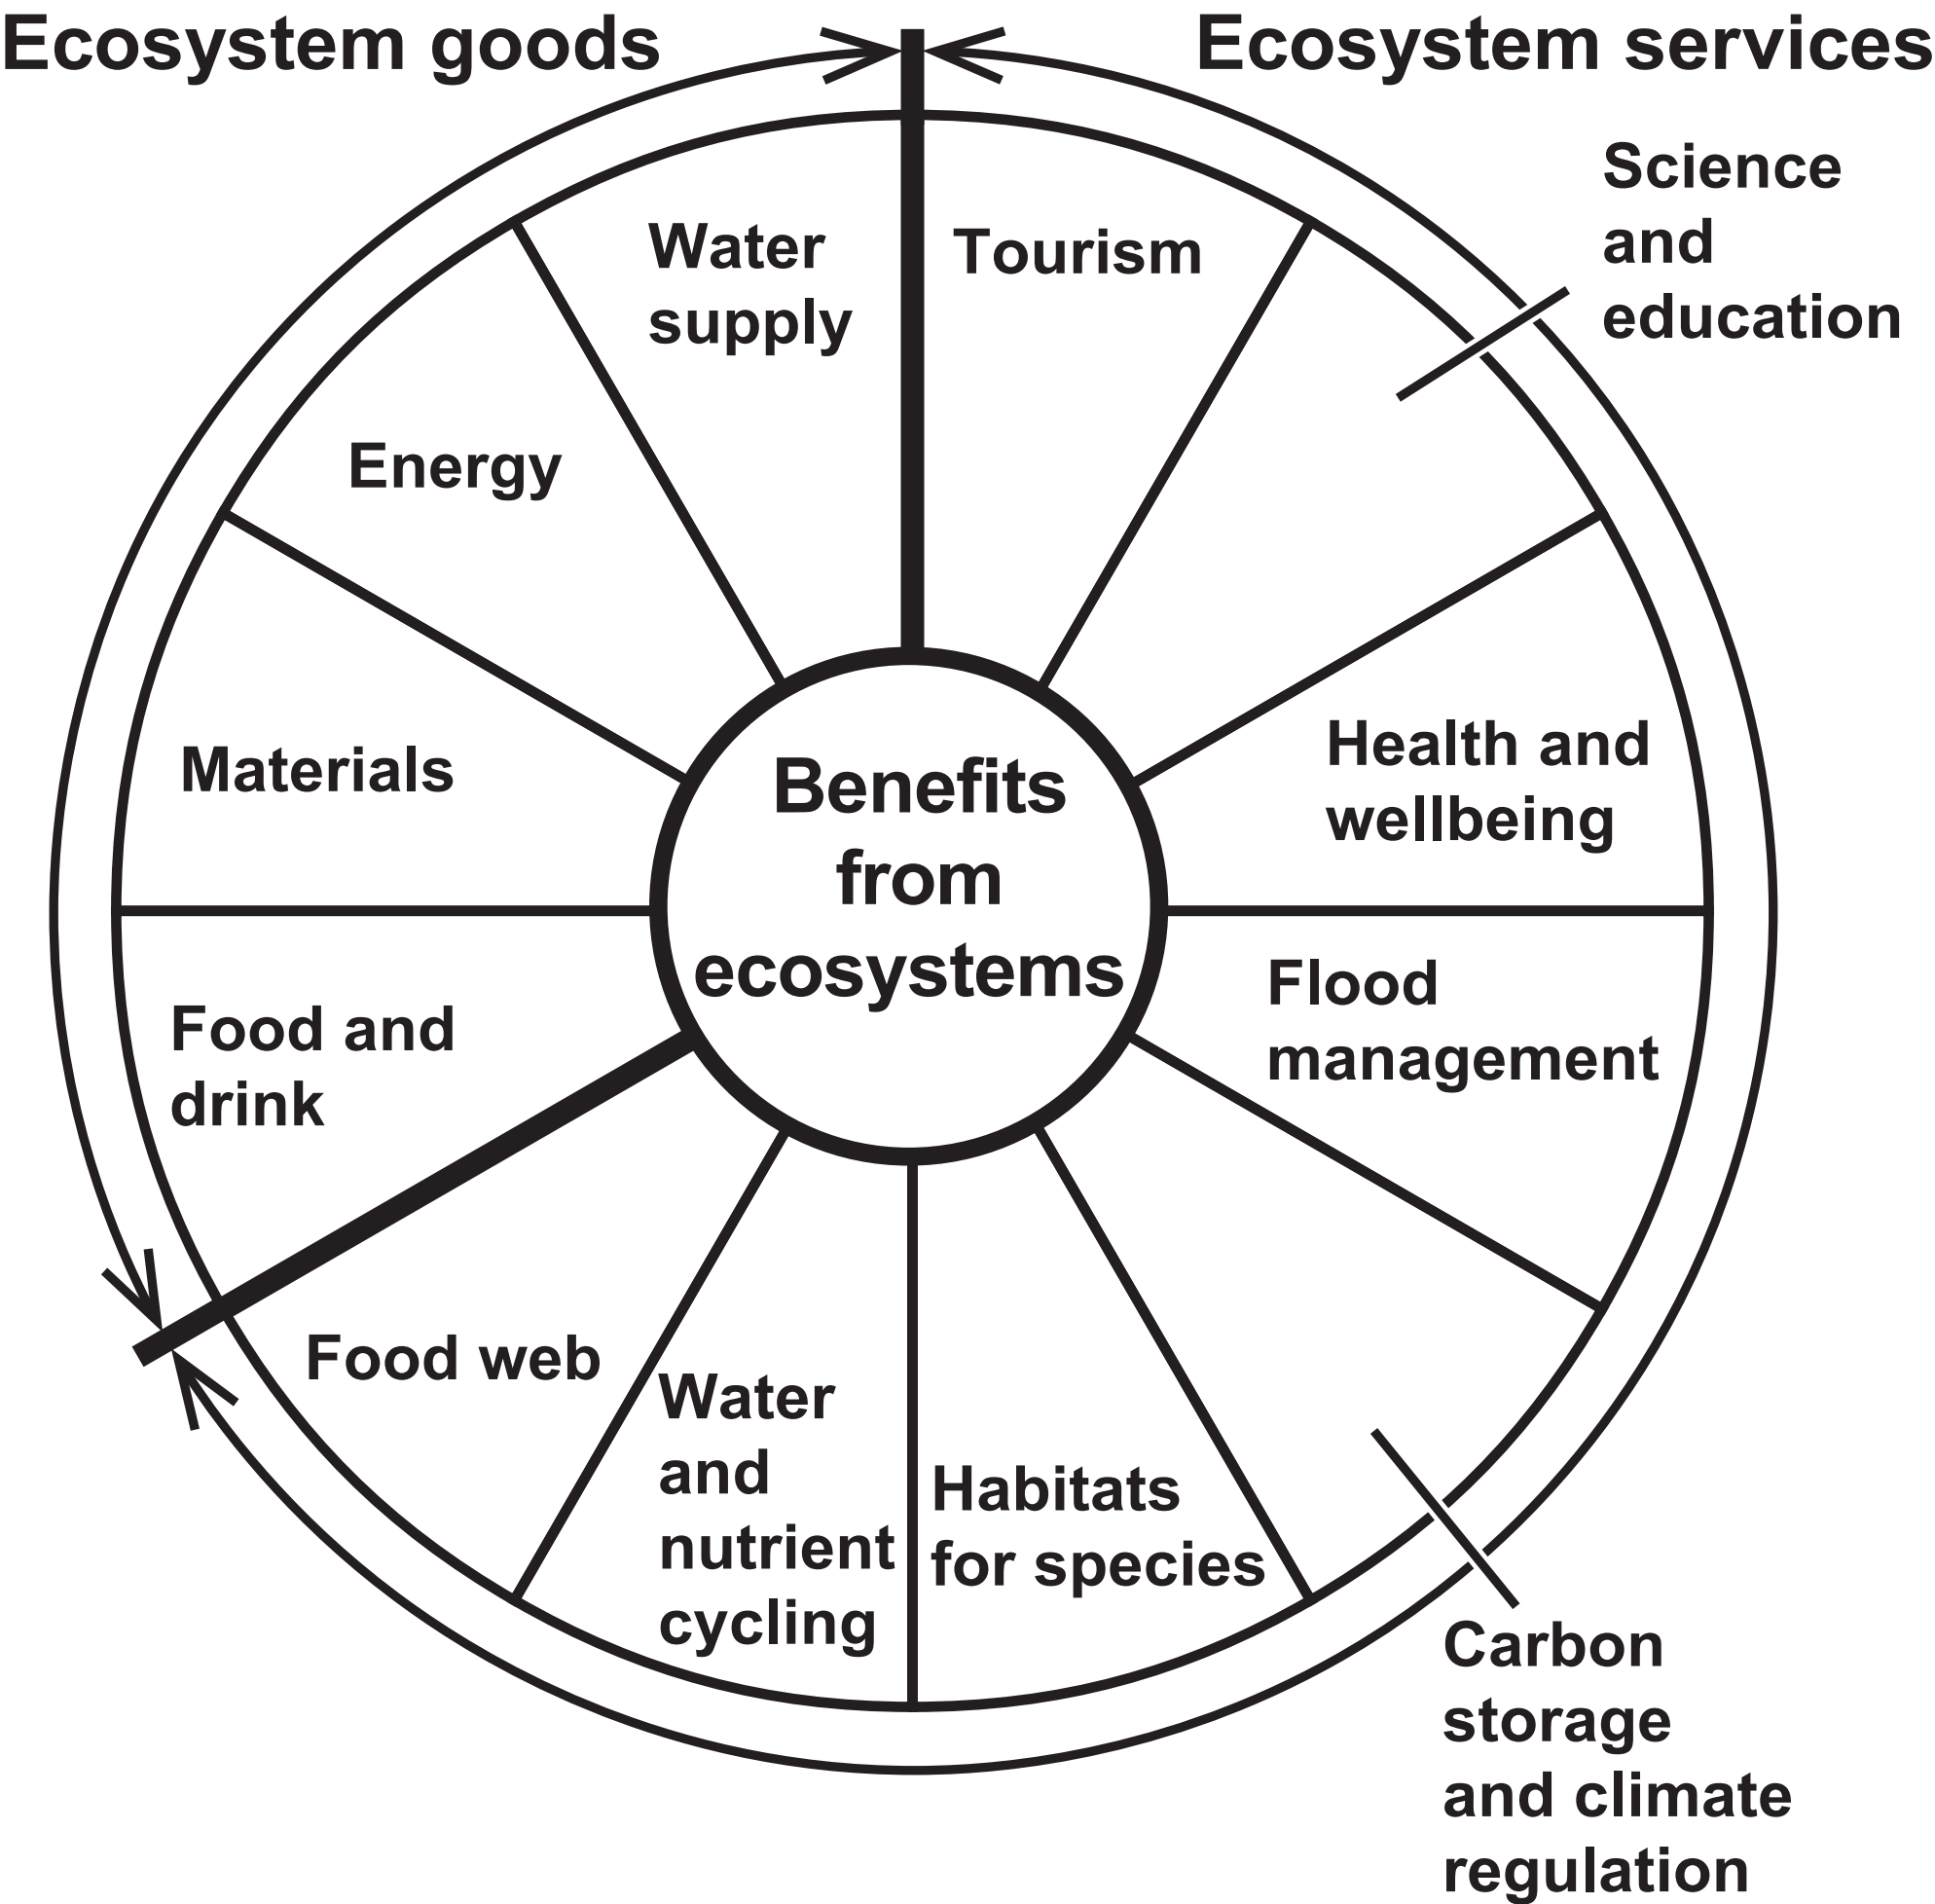 Ecosystem goods
Ecosystem services
Science
and
education
Water
supply
Tourism
Energy
Health and
wellbeing
Materials
Benefits
from
ecosystems
Flood
management
Food and
drink
Food web
Water
and
nutrient
cycling
Habitats
for species
Carbon
storage
and climate
regulation